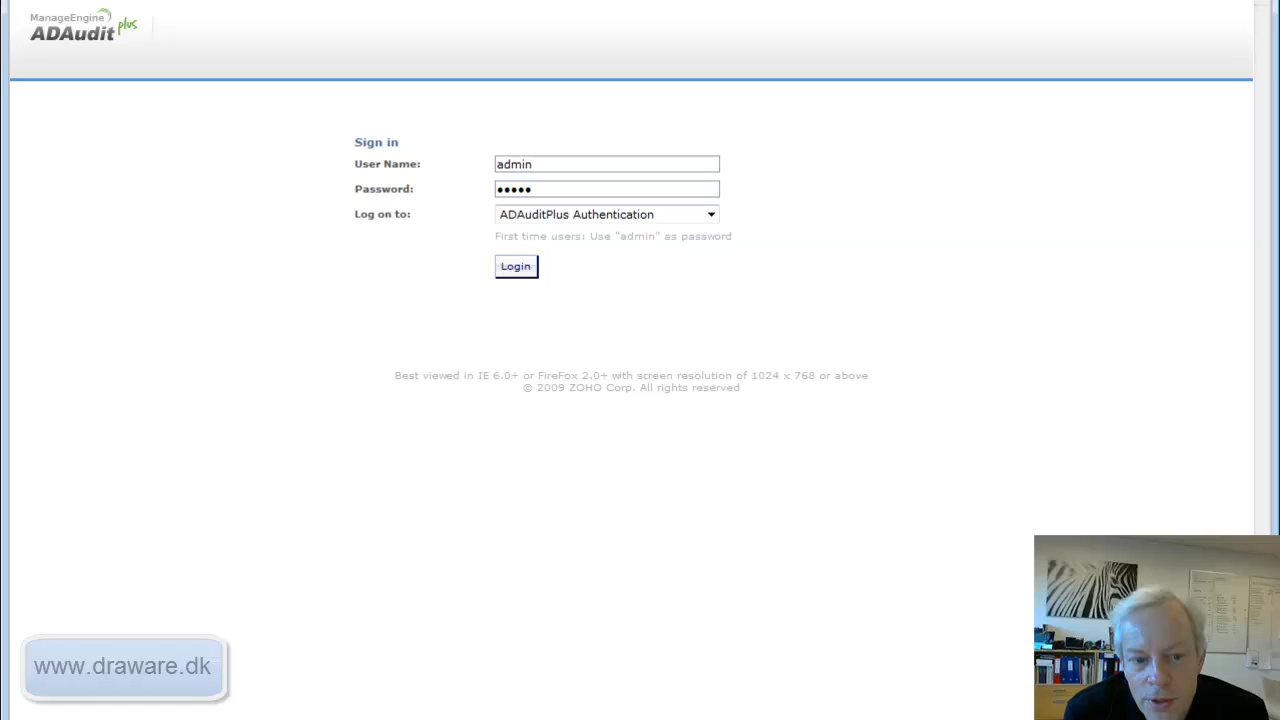 ManageEngine
ADAudit plus
Sign in
User Name: admin
Password: •••••
Log on to: ADAuditPlus Authentication
First time users: Use "admin" as password
Login
Best viewed in IE 6.0+ or FireFox 2.0+ with screen resolution of 1024 x 768 or above
© 2009 ZOHO Corp. All rights reserved
www.draware.dk